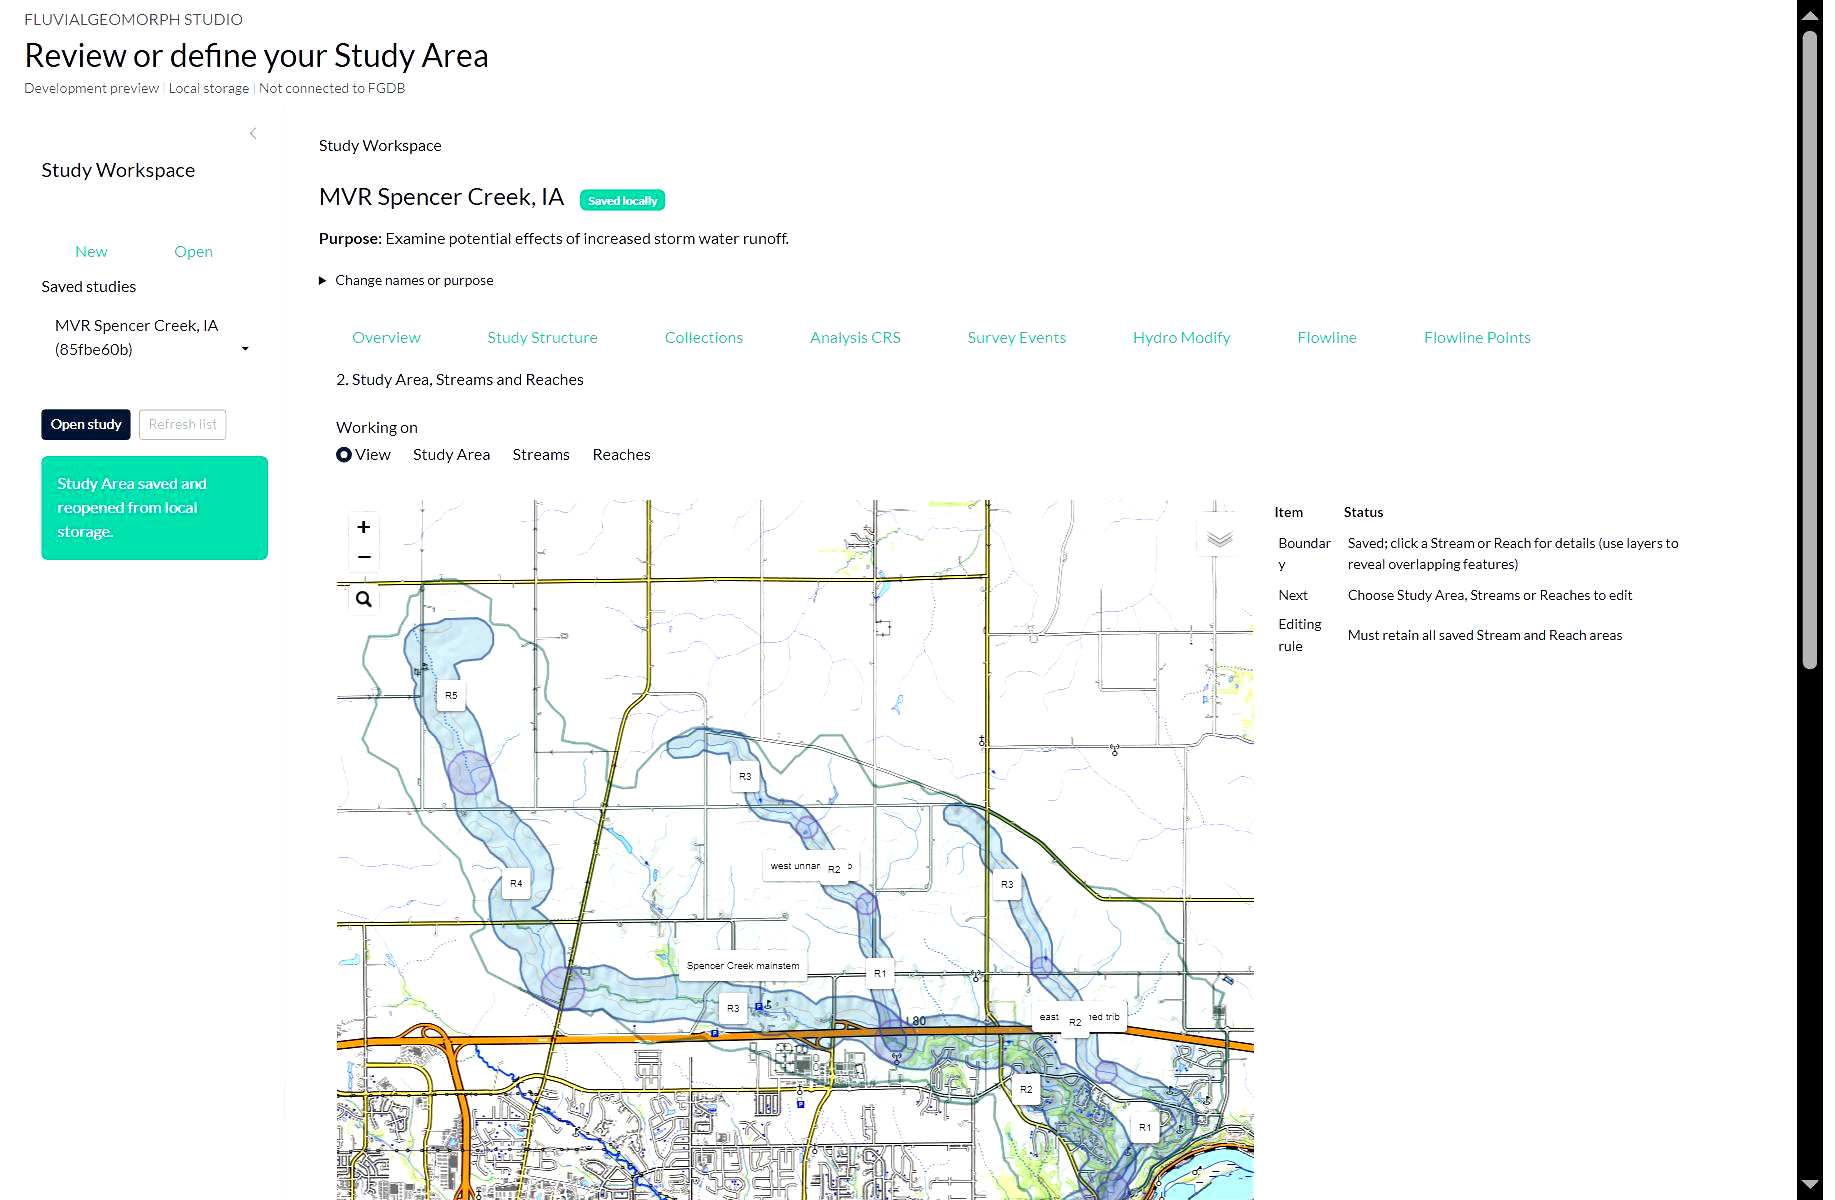 FLUVIALGEOMORPH STUDIO
Review or define your Study Area
Development preview | Local storage | Not connected to FGDB
Study Workspace
New
Open
Saved studies
MVR Spencer Creek, IA
(85fbe60b)
Open study
Refresh list
Study Area saved and
reopened from local
storage.
Study Workspace
MVR Spencer Creek, IA
Saved locally
Purpose: Examine potential effects of increased storm water runoff.
Change names or purpose
Overview
Study Structure
Collections
Analysis CRS
Survey Events
Hydro Modify
Flowline
Flowline Points
2. Study Area, Streams and Reaches
Working on
View
Study Area
Streams
Reaches
+
−
R5
R3
R4
west unnar
R2
b
R3
Spencer Creek mainstem
R1
R3
I 80
east
R2
ned trib
R2
R1
Item
Status
Boundar
y
Saved; click a Stream or Reach for details (use layers to
reveal overlapping features)
Next
Choose Study Area, Streams or Reaches to edit
Editing
rule
Must retain all saved Stream and Reach areas